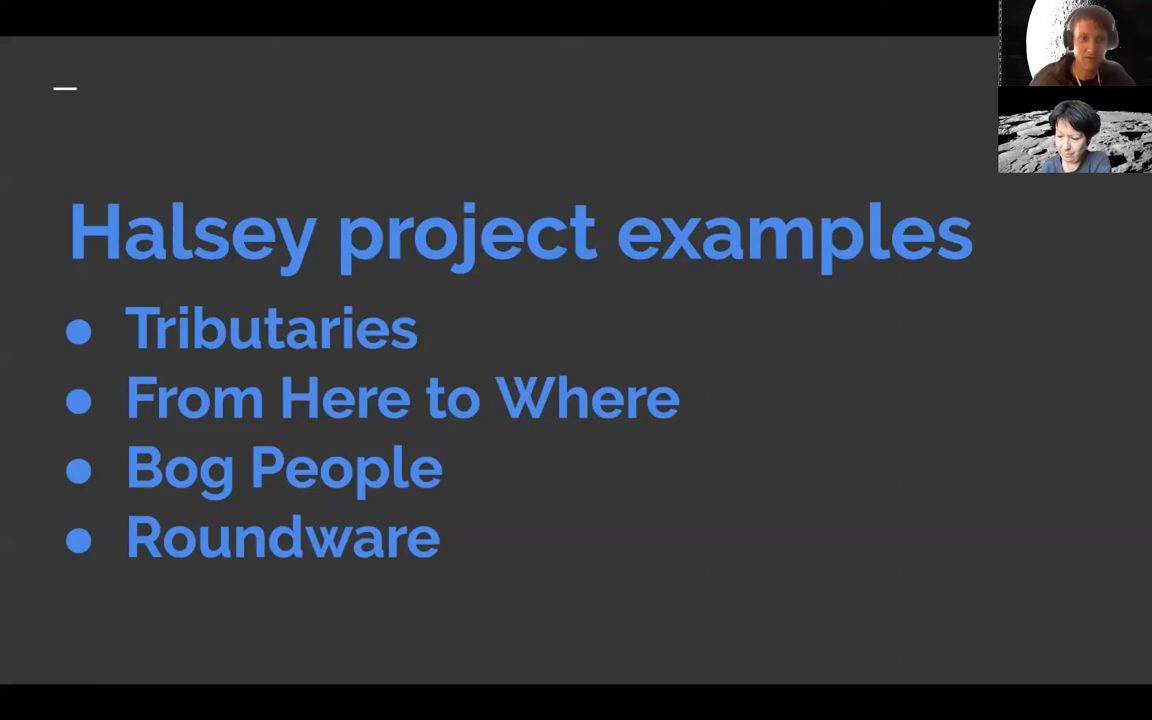 Halsey project examples
● Tributaries
● From Here to Where
● Bog People
● Roundware